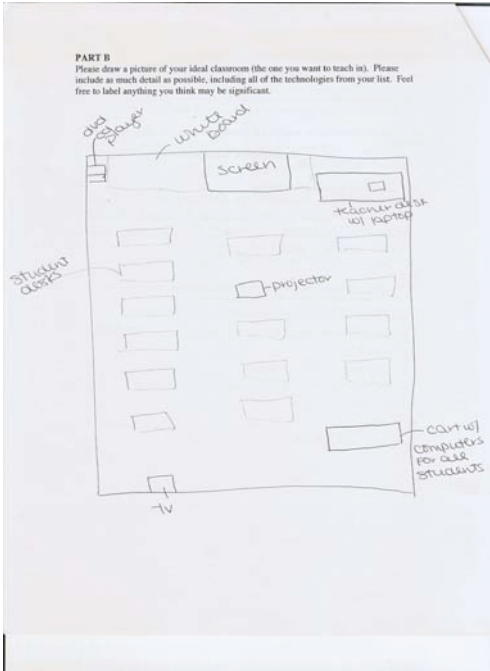 PART B
Please draw a picture of your ideal classroom (the one you want to teach in). Please
include as much detail as possible, including all of the technologies from your list. Feel
free to label anything you think may be significant.
dvd
player
white
board
screen
teacher desk
w/ laptop
student
desks
projector
cart w/
computers
for all
students
tv